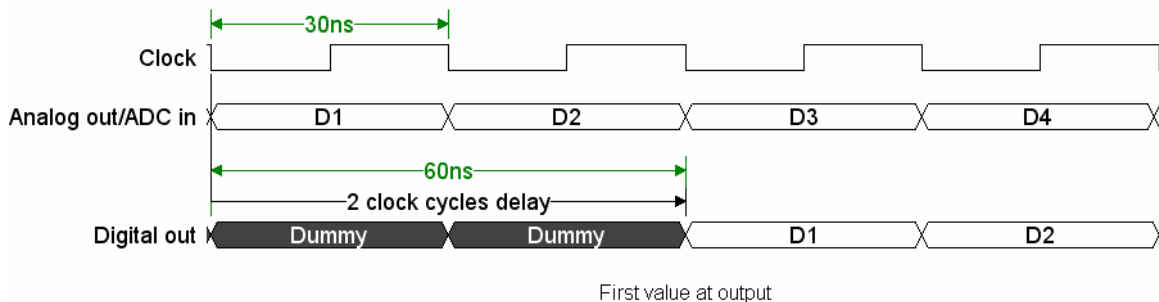 30ns
Clock
Analog out/ADC in D1 D2 D3 D4
60ns
2 clock cycles delay
Digital out Dummy Dummy D1 D2
First value at output